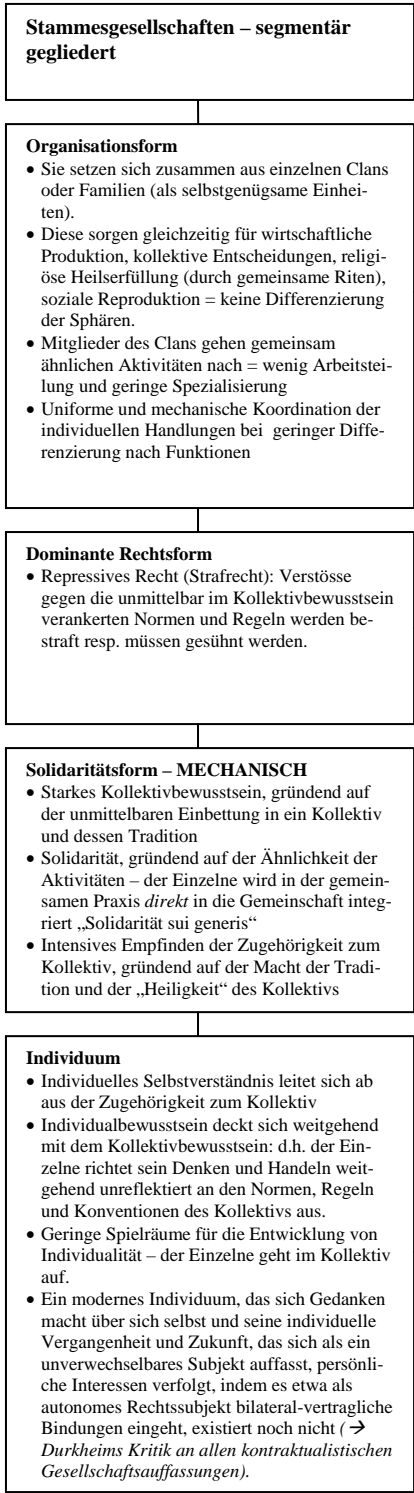 Stammesgesellschaften – segmentär
gegliedert
Organisationsform
• Sie setzen sich zusammen aus einzelnen Clans
oder Familien (als selbstgenügsame Einhei-
ten).
• Diese sorgen gleichzeitig für wirtschaftliche
Produktion, kollektive Entscheidungen, religi-
öse Heilserfüllung (durch gemeinsame Riten),
soziale Reproduktion = keine Differenzierung
der Sphären.
• Mitglieder des Clans gehen gemeinsam
ähnlichen Aktivitäten nach = wenig Arbeitstei-
lung und geringe Spezialisierung
• Uniforme und mechanische Koordination der
individuellen Handlungen bei geringer Diffe-
renzierung nach Funktionen
Dominante Rechtsform
• Repressives Recht (Strafrecht): Verstösse
gegen die unmittelbar im Kollektivbewusstsein
verankerten Normen und Regeln werden be-
straft resp. müssen gesühnt werden.
Solidaritätsform – MECHANISCH
• Starkes Kollektivbewusstsein, gründend auf
der unmittelbaren Einbettung in ein Kollektiv
und dessen Tradition
• Solidarität, gründend auf der Ähnlichkeit der
Aktivitäten – der Einzelne wird in der gemein-
samen Praxis direkt in die Gemeinschaft integ-
riert „Solidarität sui generis“
• Intensives Empfinden der Zugehörigkeit zum
Kollektiv, gründend auf der Macht der Tradi-
tion und der „Heiligkeit“ des Kollektivs
Individuum
• Individuelles Selbstverständnis leitet sich ab
aus der Zugehörigkeit zum Kollektiv
• Individualbewusstsein deckt sich weitgehend
mit dem Kollektivbewusstsein: d.h. der Ein-
zelne richtet sein Denken und Handeln weit-
gehend unreflektiert an den Normen, Regeln
und Konventionen des Kollektivs aus.
• Geringe Spielräume für die Entwicklung von
Individualität – der Einzelne geht im Kollektiv
auf.
• Ein modernes Individuum, das sich Gedanken
macht über sich selbst und seine individuelle
Vergangenheit und Zukunft, das sich als ein
unverwechselbares Subjekt auffasst, persönli-
che Interessen verfolgt, indem es etwa als
autonomes Rechtssubjekt bilateral-vertragliche
Bindungen eingeht, existiert noch nicht (→
Durkheims Kritik an allen kontraktualistischen
Gesellschaftsauffassungen).